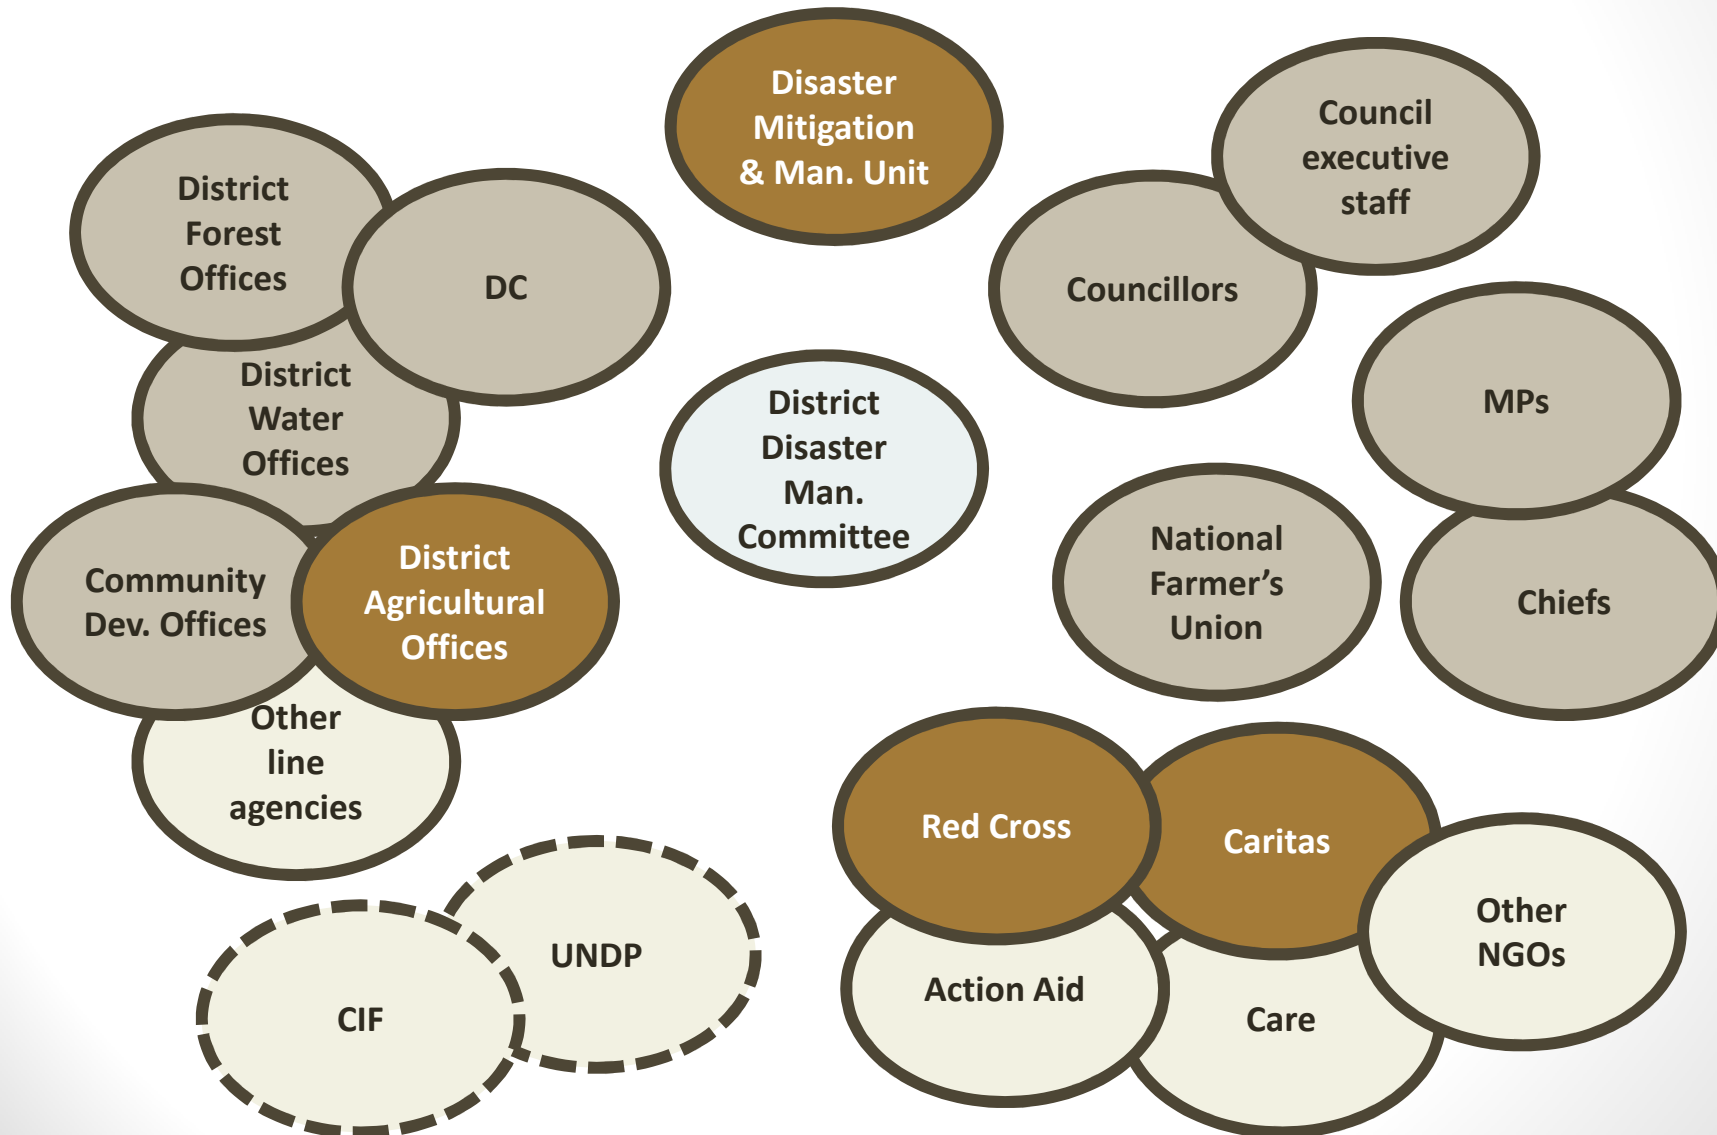 Disaster
Mitigation
& Man. Unit
Council
executive
staff
District
Forest
Offices
DC
Councillors
District
Water
Offices
District
Disaster
Man.
Committee
MPs
National
Farmer’s
Union
Chiefs
Community
Dev. Offices
District
Agricultural
Offices
Other
line
agencies
Red Cross
Caritas
Other
NGOs
UNDP
Action Aid
CIF
Care